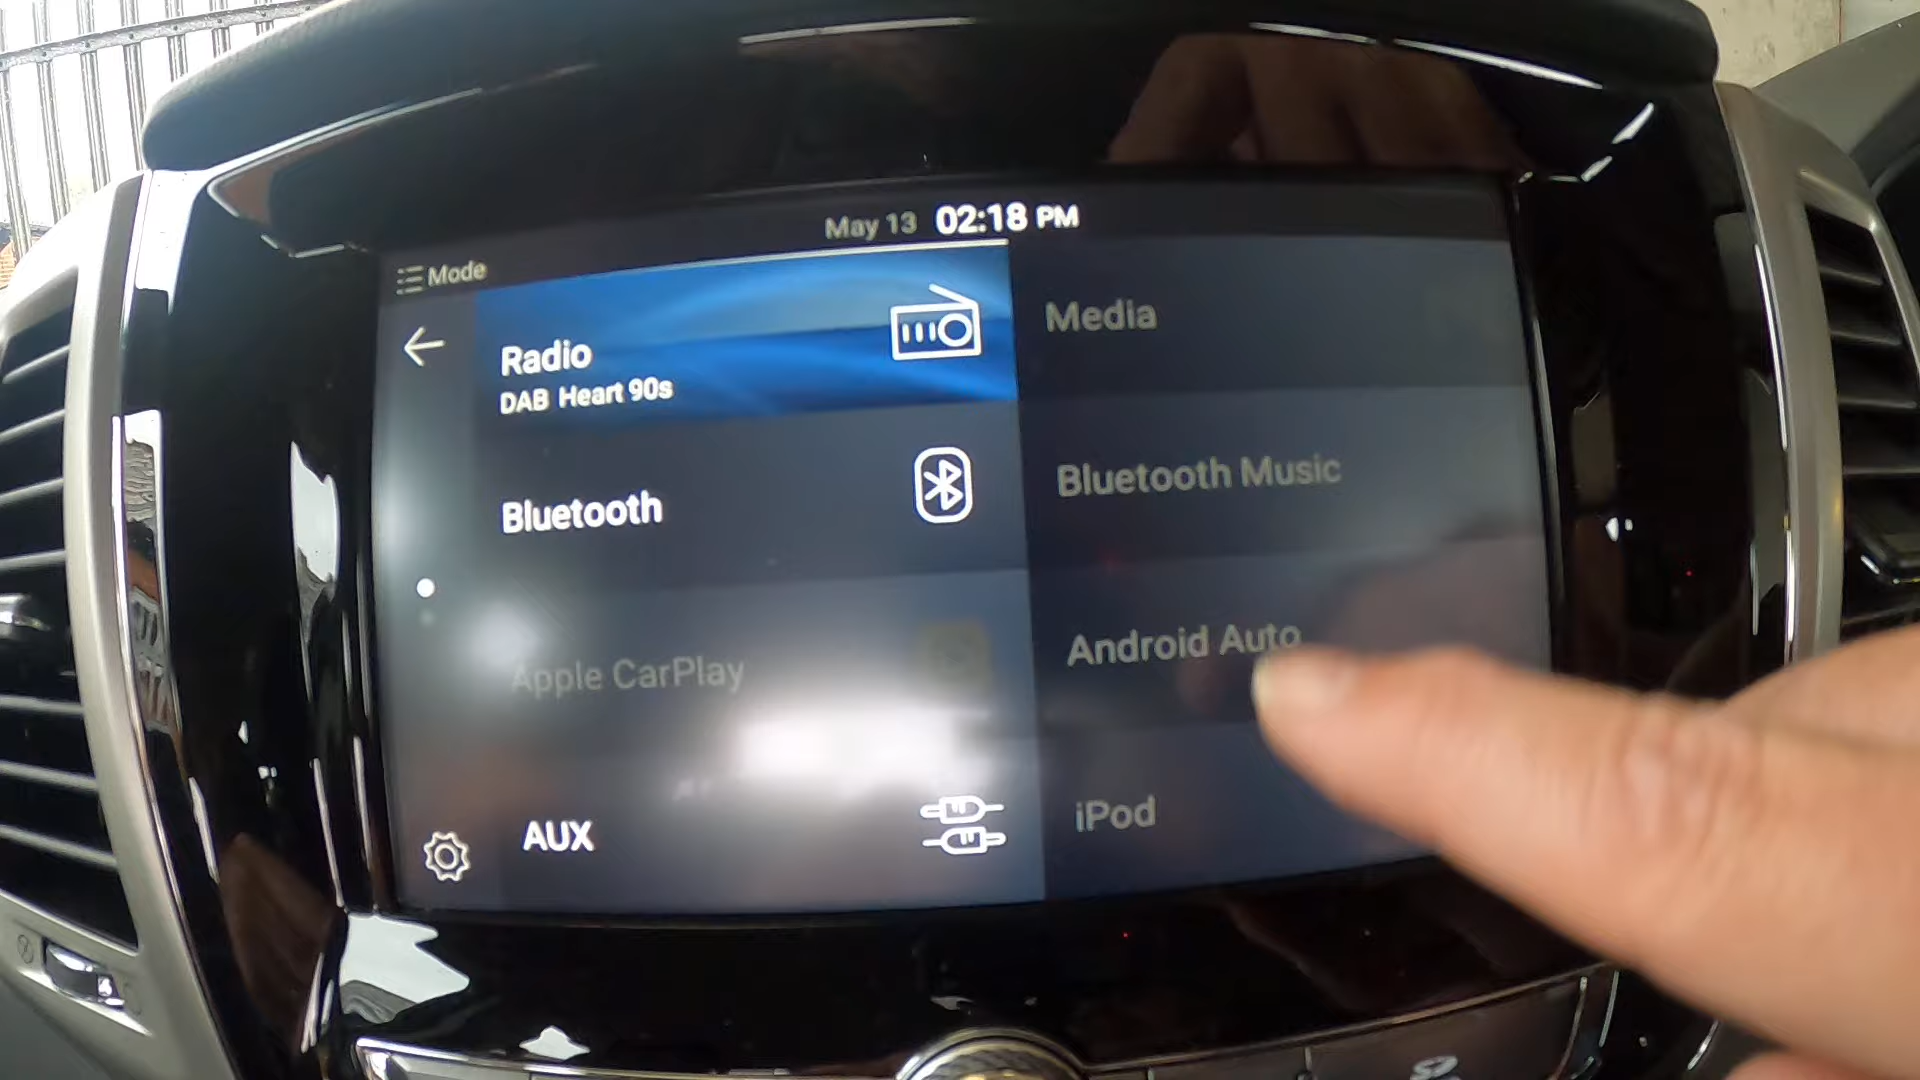 May 13 02:18 PM
Mode
Radio
DAB Heart 90s
Media
Bluetooth
Bluetooth Music
Apple CarPlay
Android Auto
AUX
iPod